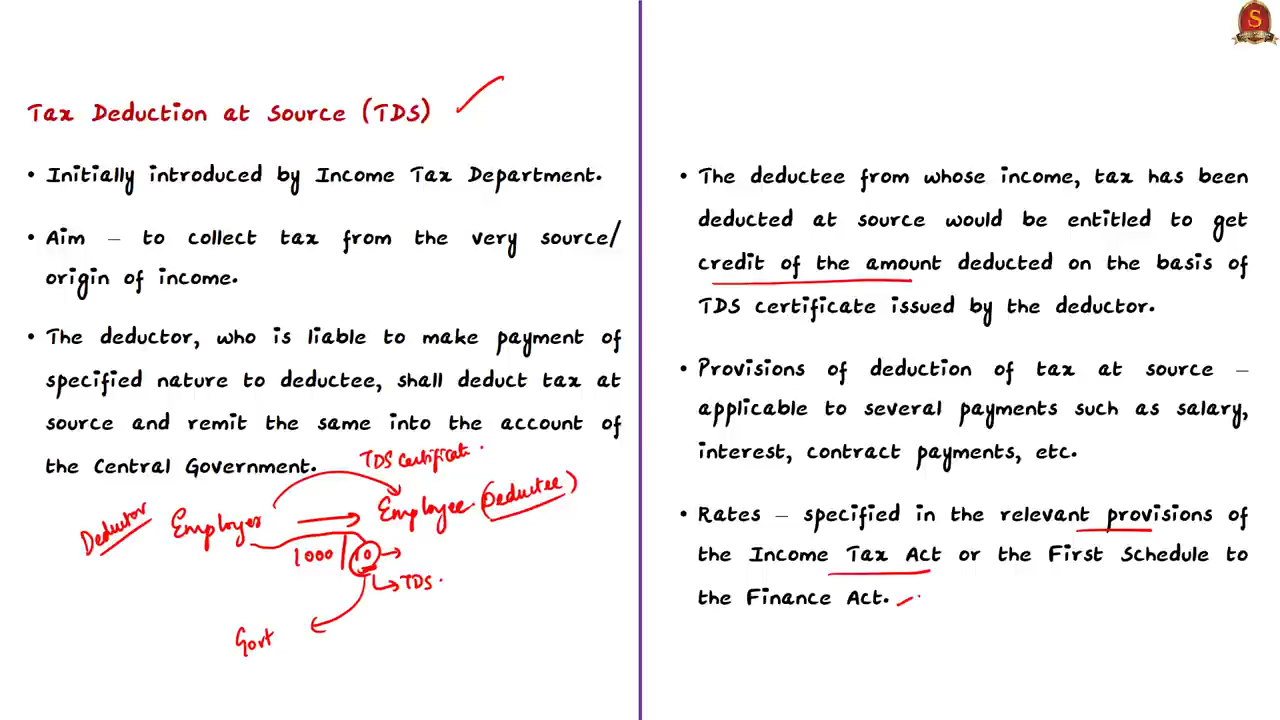 Tax Deduction at Source (TDS)
• Initially introduced by Income Tax Department.
• Aim – to collect tax from the very source/
origin of income.
• The deductor, who is liable to make payment of
specified nature to deductee, shall deduct tax at
source and remit the same into the account of
the Central Government.
TDS certificate.
Deductor Employer Employee. (Deductee)
1000 10
TDS.
Govt
• The deductee from whose income, tax has been
deducted at source would be entitled to get
credit of the amount deducted on the basis of
TDS certificate issued by the deductor.
• Provisions of deduction of tax at source –
applicable to several payments such as salary,
interest, contract payments, etc.
• Rates – specified in the relevant provisions of
the Income Tax Act or the First Schedule to
the Finance Act.
S